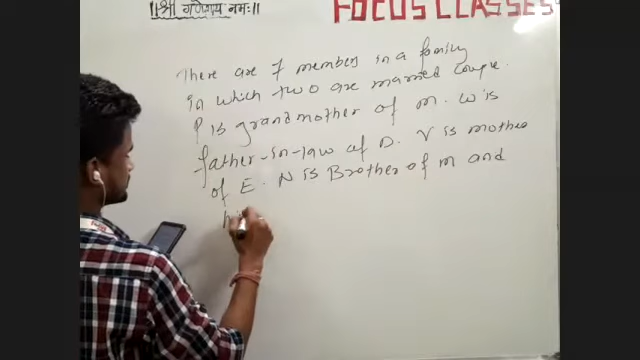 ॥श्री गणेशाय नमः॥
FOCUS CLASSES
There are 7 members in a family
in which two are married couple.
P is grandmother of m. W is
father-in-law of D. V is mother
of E. N is Brother of m and